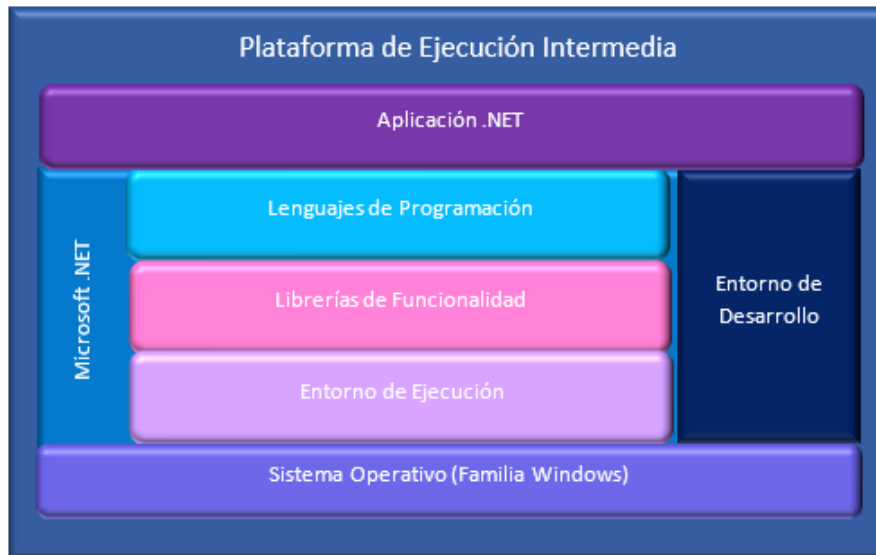 Plataforma de Ejecución Intermedia
Aplicación .NET
Microsoft .NET
Lenguajes de Programación
Librerías de Funcionalidad
Entorno de Ejecución
Entorno de
Desarrollo
Sistema Operativo (Familia Windows)